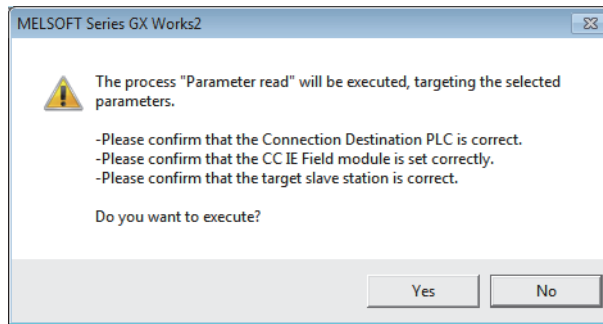 MELSOFT Series GX Works2
The process "Parameter read" will be executed, targeting the selected
parameters.
-Please confirm that the Connection Destination PLC is correct.
-Please confirm that the CC IE Field module is set correctly.
-Please confirm that the target slave station is correct.
Do you want to execute?
Yes
No